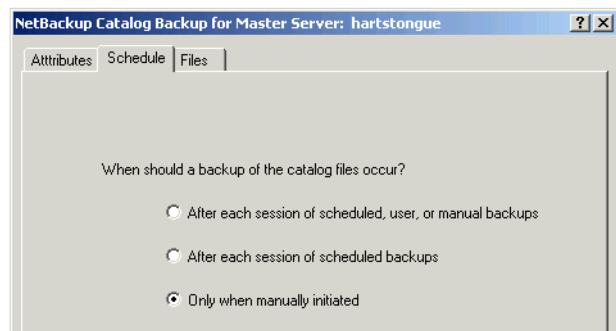 NetBackup Catalog Backup for Master Server: hartstongue
Atttributes Schedule Files
When should a backup of the catalog files occur?
After each session of scheduled, user, or manual backups
After each session of scheduled backups
Only when manually initiated